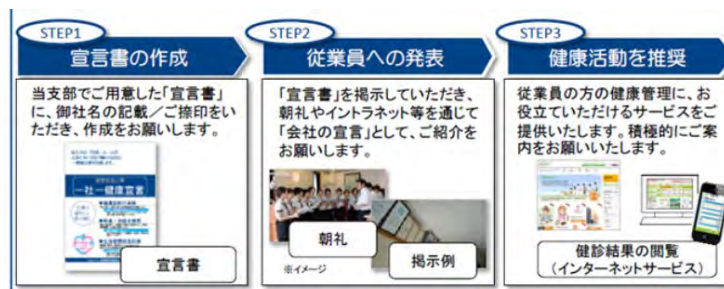 STEP1
宣言書の作成
当支部でご用意した「宣言書」
に、御社名の記載／ご捺印をい
ただき、作成をお願いします。
一社一健康宣言
宣言書
STEP2
従業員への発表
「宣言書」を掲示していただき、
朝礼やイントラネット等を通じて
「会社の宣言」として、ご紹介を
お願いします。
朝礼
掲示例
※イメージ
STEP3
健康活動を推奨
従業員の方の健康管理に、お
役立ていただけるサービスをご
提供いたします。積極的にご案
内をお願いいたします。
健診結果の閲覧
（インターネットサービス）